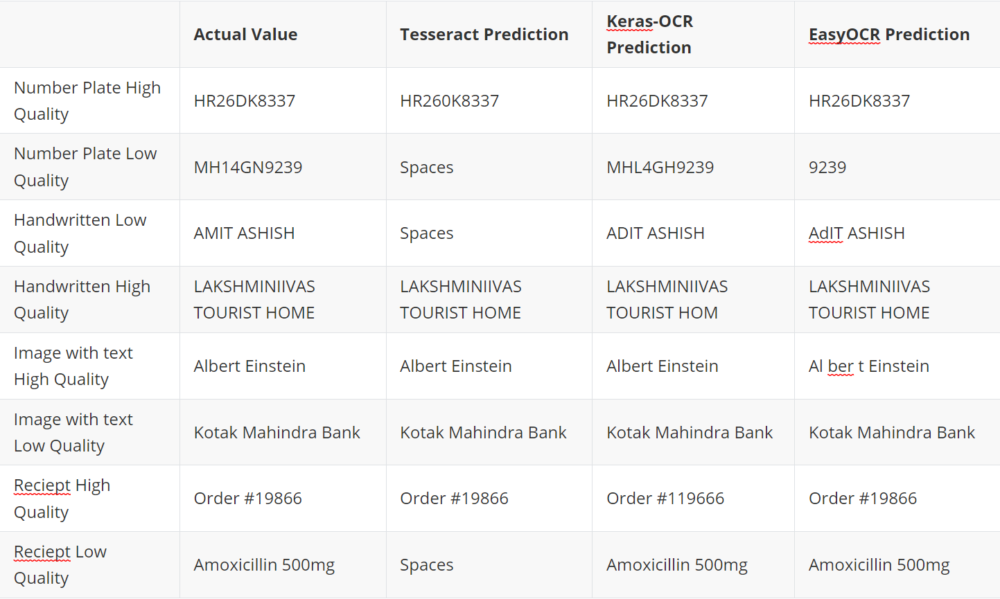 Actual Value Tesseract Prediction Keras-OCR Prediction EasyOCR Prediction
Number Plate High Quality HR26DK8337 HR260K8337 HR26DK8337 HR26DK8337
Number Plate Low Quality MH14GN9239 Spaces MHL4GH9239 9239
Handwritten Low Quality AMIT ASHISH Spaces ADIT ASHISH AdIT ASHISH
Handwritten High Quality LAKSHMINIIVAS TOURIST HOME LAKSHMINIIVAS TOURIST HOME LAKSHMINIIVAS TOURIST HOM LAKSHMINIIVAS TOURIST HOME
Image with text High Quality Albert Einstein Albert Einstein Albert Einstein Al ber t Einstein
Image with text Low Quality Kotak Mahindra Bank Kotak Mahindra Bank Kotak Mahindra Bank Kotak Mahindra Bank
Reciept High Quality Order #19866 Order #19866 Order #119666 Order #19866
Reciept Low Quality Amoxicillin 500mg Spaces Amoxicillin 500mg Amoxicillin 500mg